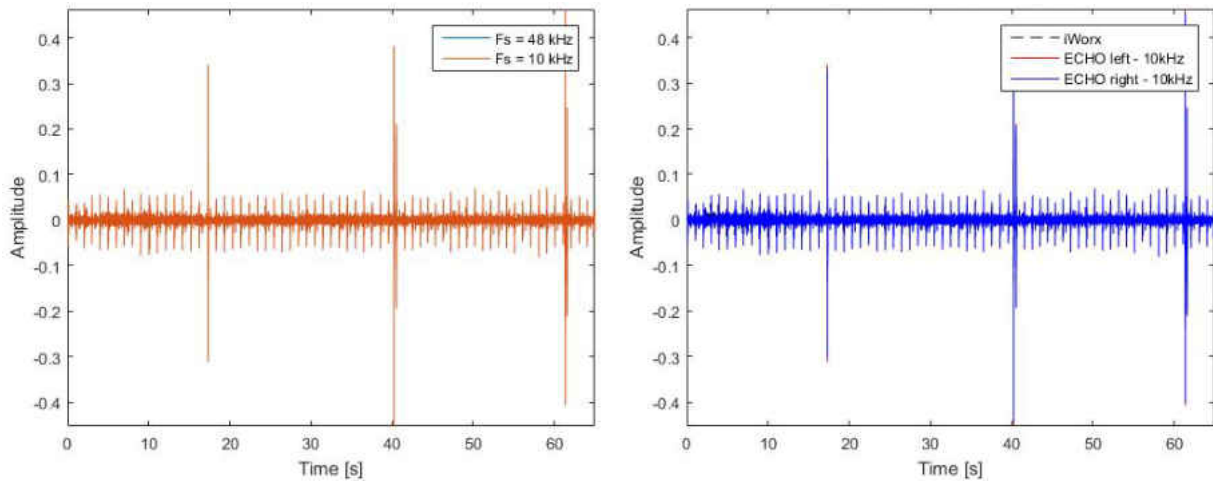 Fs = 48 kHz
Fs = 10 kHz
0.4
0.3
0.2
0.1
0
-0.1
-0.2
-0.3
-0.4
Amplitude
0 10 20 30 40 50 60
Time [s]
iWorx
ECHO left - 10kHz
ECHO right - 10kHz
0.4
0.3
0.2
0.1
0
-0.1
-0.2
-0.3
-0.4
Amplitude
0 10 20 30 40 50 60
Time [s]